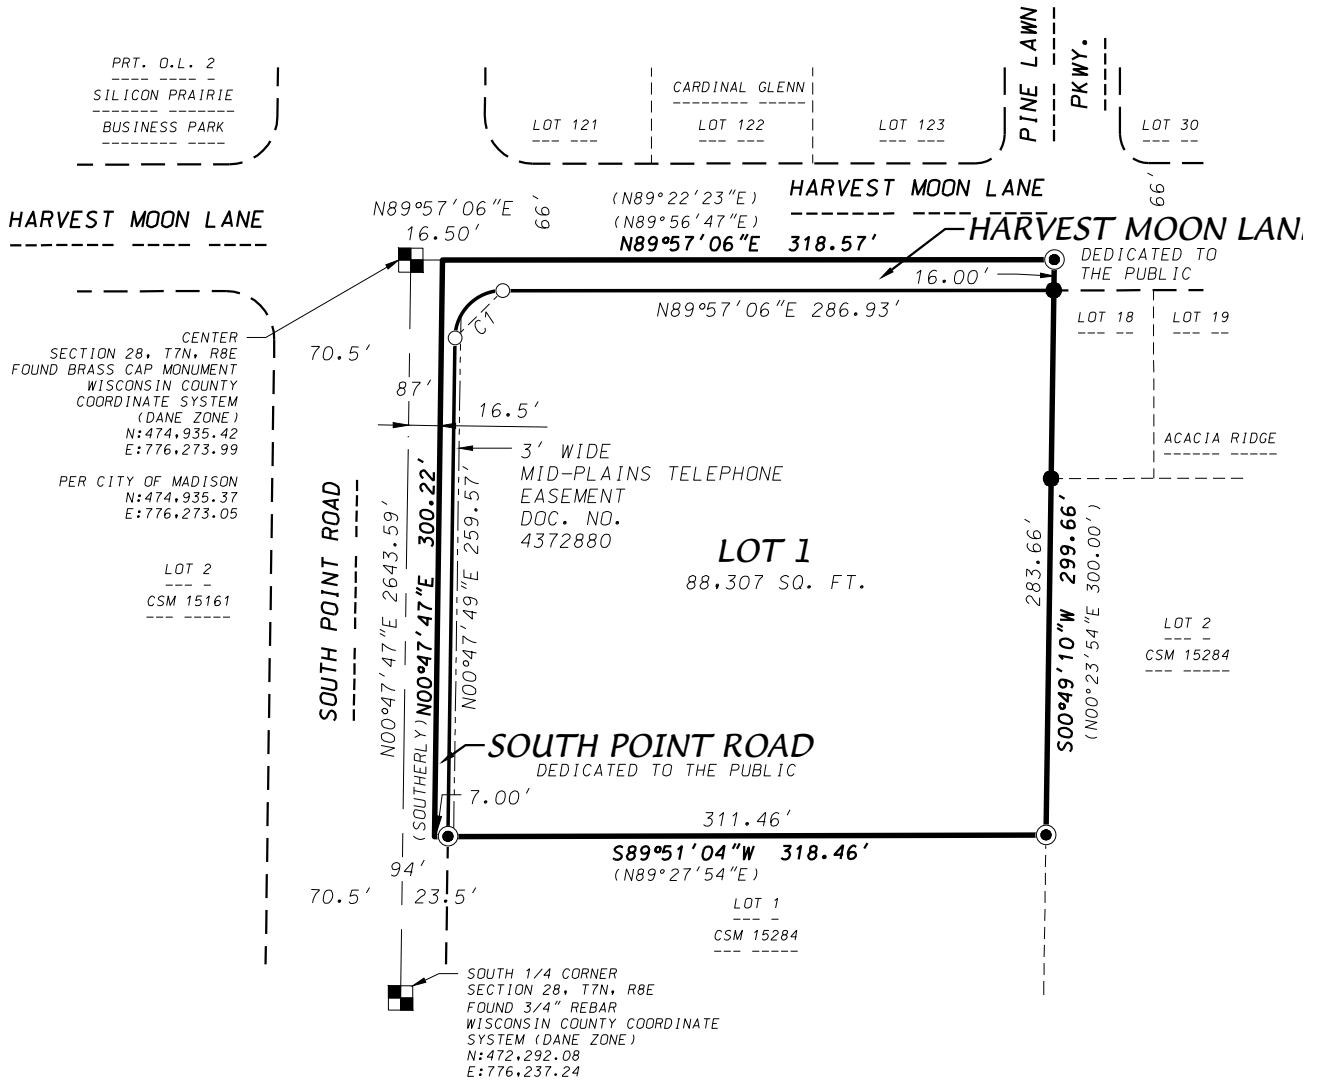 PRT. O.L. 2
SILICON PRAIRIE
BUSINESS PARK
LOT 121
CARDINAL GLENN
LOT 122
LOT 123
PINE LAWN
PKWY.
LOT 30
HARVEST MOON LANE
N89°57'06"E
16.50'
66'
(N89°22'23"E)
(N89°56'47"E)
N89°57'06"E 318.57'
HARVEST MOON LANE
66'
HARVEST MOON LAN
DEDICATED TO
THE PUBLIC
16.00'
N89°57'06"E 286.93'
C1
LOT 18
LOT 19
CENTER
SECTION 28, T7N, R8E
FOUND BRASS CAP MONUMENT
WISCONSIN COUNTY
COORDINATE SYSTEM
(DANE ZONE)
N:474,935.42
E:776,273.99
PER CITY OF MADISON
N:474,935.37
E:776,273.05
70.5'
87'
16.5'
3' WIDE
MID-PLAINS TELEPHONE
EASEMENT
DOC. NO.
4372880
ACACIA RIDGE
LOT 2
CSM 15161
SOUTH POINT ROAD
N00°47'47"E 2643.59'
(SOUTHERLY)
N00°47'47"E 300.22'
N00°47'49"E 259.57'
LOT 1
88,307 SQ. FT.
283.66'
S00°49'10"W 299.66'
(N00°23'54"E 300.00')
LOT 2
CSM 15284
SOUTH POINT ROAD
DEDICATED TO THE PUBLIC
7.00'
311.46'
S89°51'04"W 318.46'
(N89°27'54"E)
94'
70.5'
23.5'
LOT 1
CSM 15284
SOUTH 1/4 CORNER
SECTION 28, T7N, R8E
FOUND 3/4" REBAR
WISCONSIN COUNTY COORDINATE
SYSTEM (DANE ZONE)
N:472,292.08
E:776,237.24